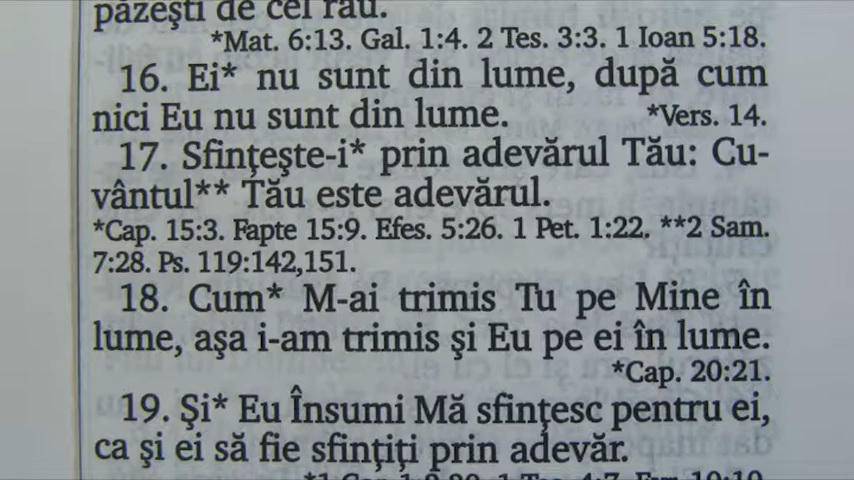 păzeşti de cel rău.
*Mat. 6:13. Gal. 1:4. 2 Tes. 3:3. 1 Ioan 5:18.
16. Ei* nu sunt din lume, după cum
nici Eu nu sunt din lume. *Vers. 14.
17. Sfinţeşte-i* prin adevărul Tău: Cu-
vântul** Tău este adevărul.
*Cap. 15:3. Fapte 15:9. Efes. 5:26. 1 Pet. 1:22. **2 Sam.
7:28. Ps. 119:142,151.
18. Cum* M-ai trimis Tu pe Mine în
lume, aşa i-am trimis şi Eu pe ei în lume.
*Cap. 20:21.
19. Şi* Eu Însumi Mă sfinţesc pentru ei,
ca şi ei să fie sfinţiţi prin adevăr.